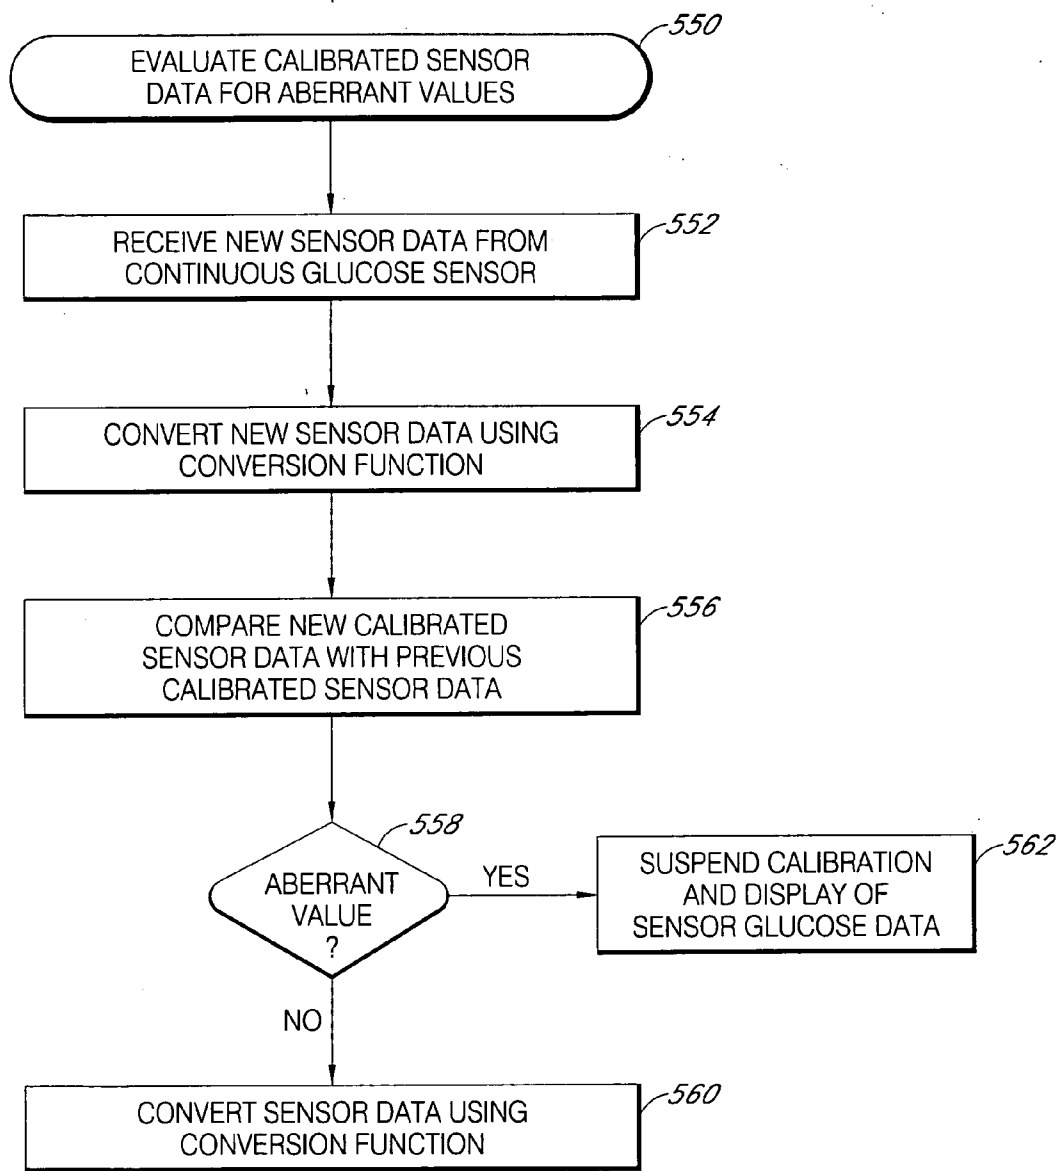 550
EVALUATE CALIBRATED SENSOR
DATA FOR ABERRANT VALUES
552
RECEIVE NEW SENSOR DATA FROM
CONTINUOUS GLUCOSE SENSOR
554
CONVERT NEW SENSOR DATA USING
CONVERSION FUNCTION
556
COMPARE NEW CALIBRATED
SENSOR DATA WITH PREVIOUS
CALIBRATED SENSOR DATA
558
ABERRANT
VALUE
?
YES
562
SUSPEND CALIBRATION
AND DISPLAY OF
SENSOR GLUCOSE DATA
NO
560
CONVERT SENSOR DATA USING
CONVERSION FUNCTION